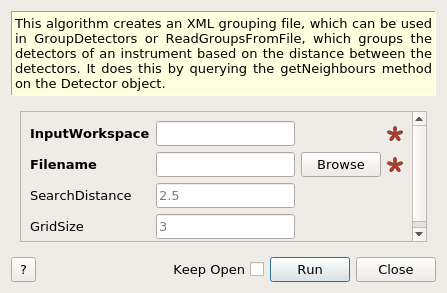 This algorithm creates an XML grouping file, which can be used
in GroupDetectors or ReadGroupsFromFile, which groups the
detectors of an instrument based on the distance between the
detectors. It does this by querying the getNeighbours method
on the Detector object.
InputWorkspace
Filename Browse
SearchDistance 2.5
GridSize 3
? Keep Open Run Close